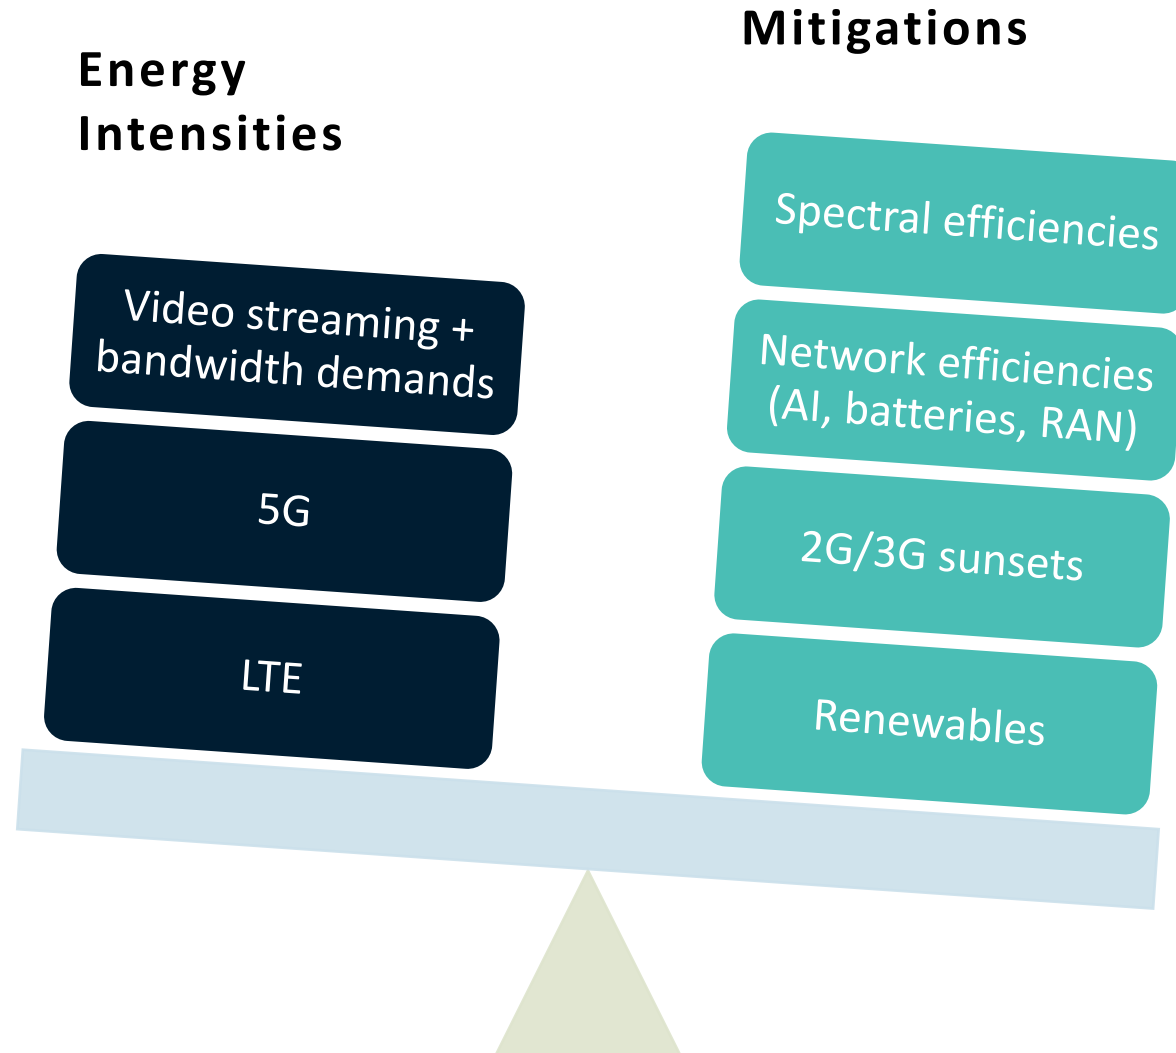 Energy
Intensities
Video streaming +
bandwidth demands
5G
LTE
Mitigations
Spectral efficiencies
Network efficiencies
(AI, batteries, RAN)
2G/3G sunsets
Renewables